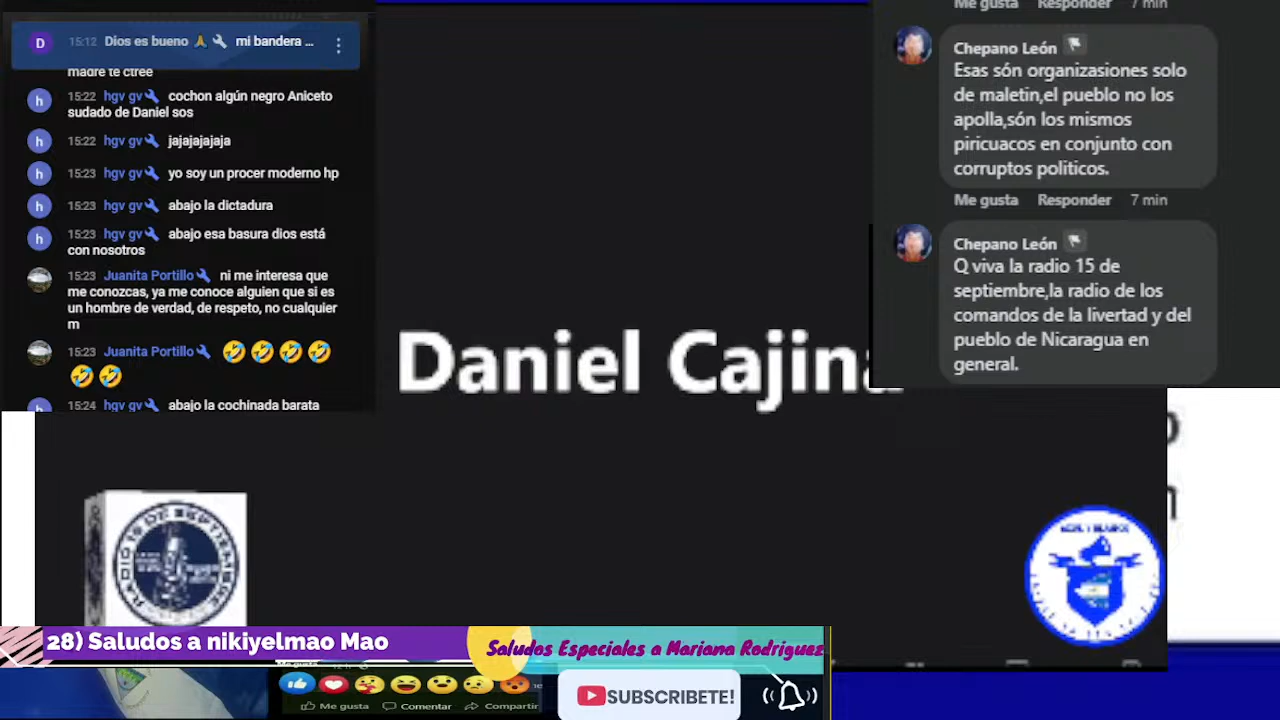 D 15:12 Dios es bueno 🙏 mi bandera ...
madre te ctree
h 15:22 hgv gv cochon algún negro Aniceto
sudado de Daniel sos
h 15:22 hgv gv jajajajajaja
h 15:23 hgv gv yo soy un procer moderno hp
h 15:23 hgv gv abajo la dictadura
h 15:23 hgv gv abajo esa basura dios está
con nosotros
15:23 Juanita Portillo ni me interesa que
me conozcas, ya me conoce alguien que si es
un hombre de verdad, de respeto, no cualquier
m
15:23 Juanita Portillo 🤣🤣🤣🤣
🤣🤣
h 15:24 hgv gv abajo la cochinada barata
Me gusta Responder 7 min
Chepano León
Esas són organizasiones solo
de maletin,el pueblo no los
apolla,són los mismos
piricuacos en conjunto con
corruptos politicos.
Me gusta Responder 7 min
Chepano León
Q viva la radio 15 de
septiembre,la radio de los
comandos de la livertad y del
pueblo de Nicaragua en
general.
Daniel Cajina
RADIO 15 DE SEPTIEMBRE
28) Saludos a nikiyelmao Mao
Saludos Especiales a Mariana Rodriguez
Me gusta Comentar Compartir
SUBSCRIBETE!